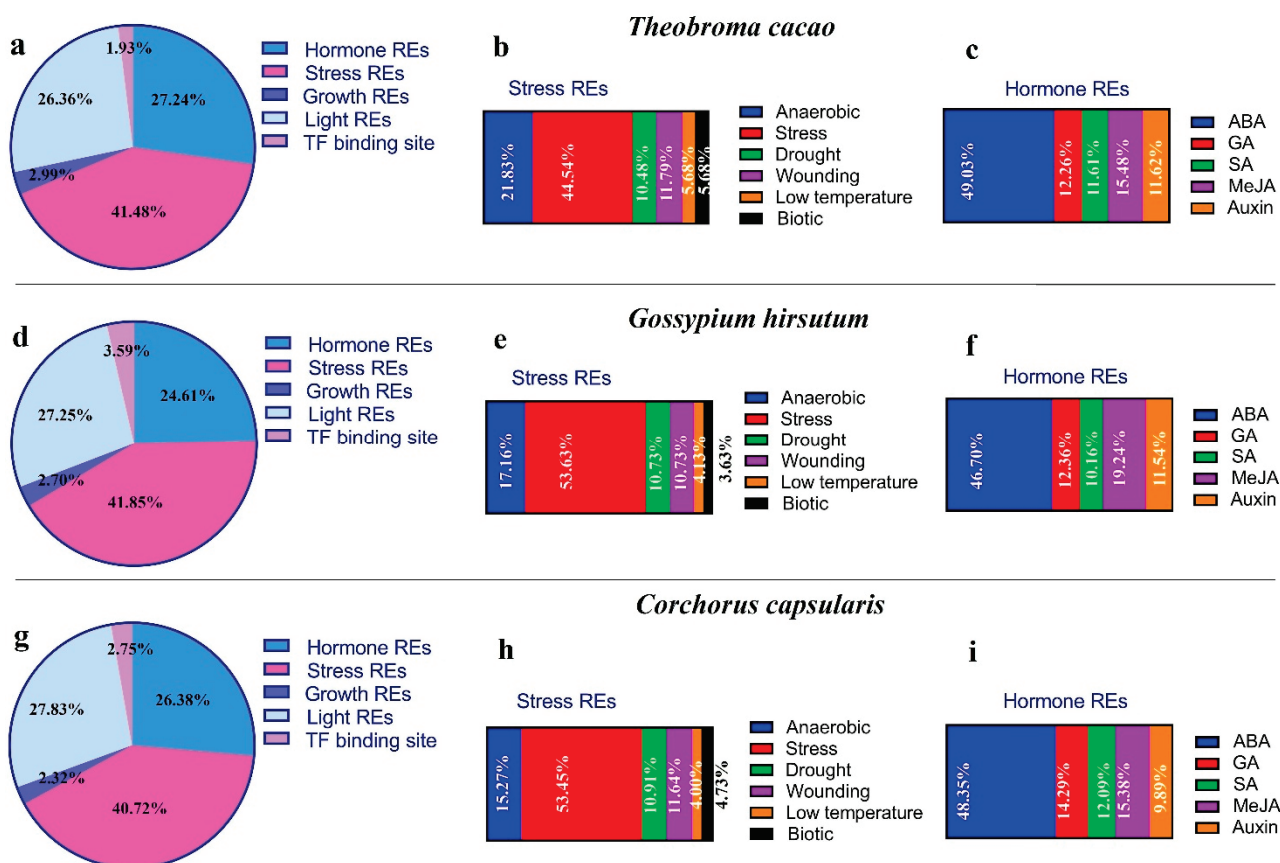 Theobroma cacao
a
1.93%
27.24%
26.36%
2.99%
41.48%
Hormone REs
Stress REs
Growth REs
Light REs
TF binding site
b
Stress REs
21.83%
44.54%
10.48%
11.79%
5.68%
5.68%
Anaerobic
Stress
Drought
Wounding
Low temperature
Biotic
c
Hormone REs
49.03%
12.26%
11.61%
15.48%
11.62%
ABA
GA
SA
MeJA
Auxin
Gossypium hirsutum
d
3.59%
24.61%
27.25%
2.70%
41.85%
Hormone REs
Stress REs
Growth REs
Light REs
TF binding site
e
Stress REs
17.16%
53.63%
10.73%
10.73%
4.13%
3.63%
Anaerobic
Stress
Drought
Wounding
Low temperature
Biotic
f
Hormone REs
46.70%
12.36%
10.16%
19.24%
11.54%
ABA
GA
SA
MeJA
Auxin
Corchorus capsularis
g
2.75%
26.38%
27.83%
2.32%
40.72%
Hormone REs
Stress REs
Growth REs
Light REs
TF binding site
h
Stress REs
15.27%
53.45%
10.91%
11.64%
4.00%
4.73%
Anaerobic
Stress
Drought
Wounding
Low temperature
Biotic
i
Hormone REs
48.35%
14.29%
12.09%
15.38%
9.89%
ABA
GA
SA
MeJA
Auxin